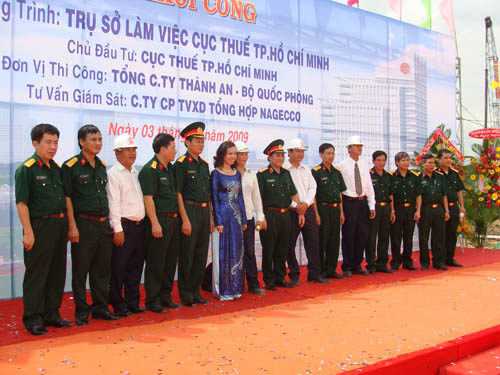 KHỞI CÔNG
Trình: TRỤ SỞ LÀM VIỆC CỤC THUẾ TP.HỒ CHÍ MINH
Chủ Đầu Tư: CỤC THUẾ TP.HỒ CHÍ MINH
Đơn Vị Thi Công: TỔNG C.TY THÀNH AN - BỘ QUỐC PHÒNG
Tư Vấn Giám Sát: C.TY CP TVXD TỔNG HỢP NAGECCO
Ngày 03 2009